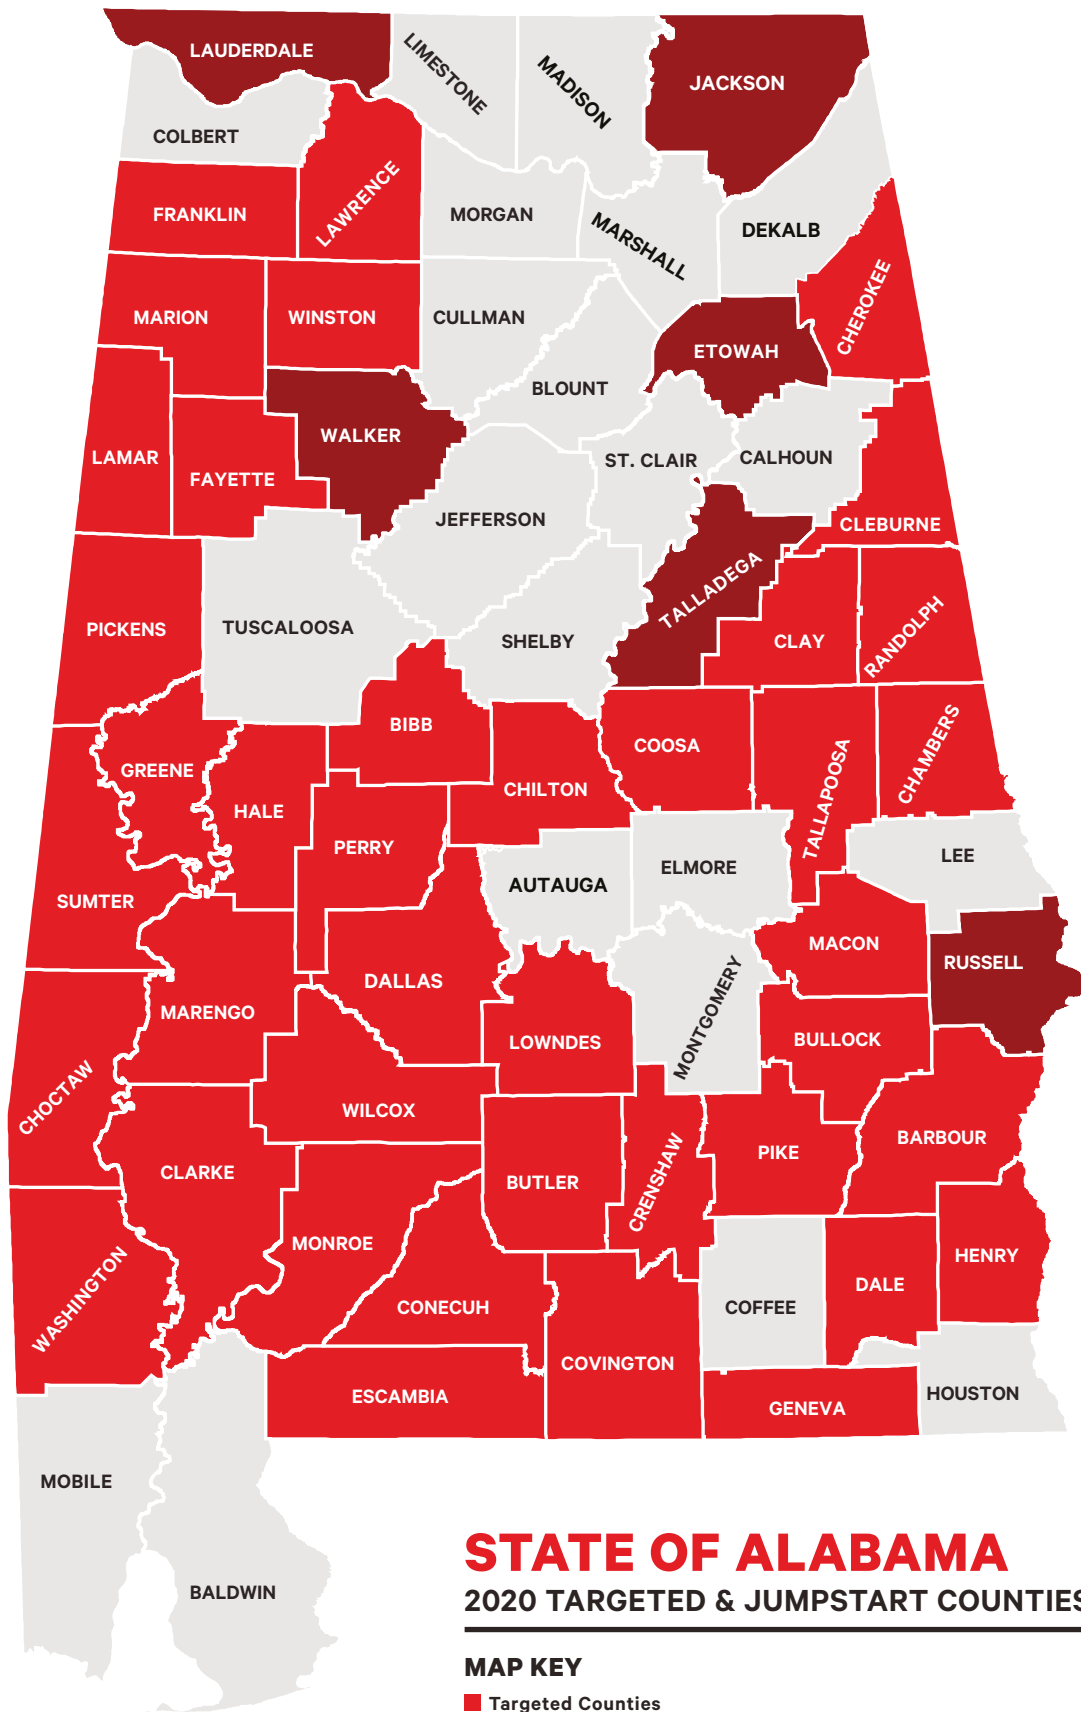 LAUDERDALE
LIMESTONE
MADISON
JACKSON
COLBERT
LAWRENCE
FRANKLIN
MORGAN
MARSHALL
DEKALB
CHEROKEE
MARION
WINSTON
CULLMAN
ETOWAH
BLOUNT
WALKER
LAMAR
FAYETTE
ST. CLAIR
CALHOUN
JEFFERSON
CLEBURNE
TALLADEGA
PICKENS
TUSCALOOSA
SHELBY
CLAY
RANDOLPH
BIBB
COOSA
CHAMBERS
GREENE
HALE
CHILTON
TALLAPOOSA
PERRY
ELMORE
LEE
AUTAUGA
SUMTER
MACON
RUSSELL
DALLAS
MARENGO
MONTGOMERY
LOWNDES
BULLOCK
CHOCTAW
WILCOX
BARBOUR
CLARKE
PIKE
BUTLER
CRENSHAW
MONROE
HENRY
WASHINGTON
DALE
CONECUH
COFFEE
COVINGTON
ESCAMBIA
HOUSTON
GENEVA
MOBILE
BALDWIN
STATE OF ALABAMA
2020 TARGETED & JUMPSTART COUNTIES
MAP KEY
Targeted Counties